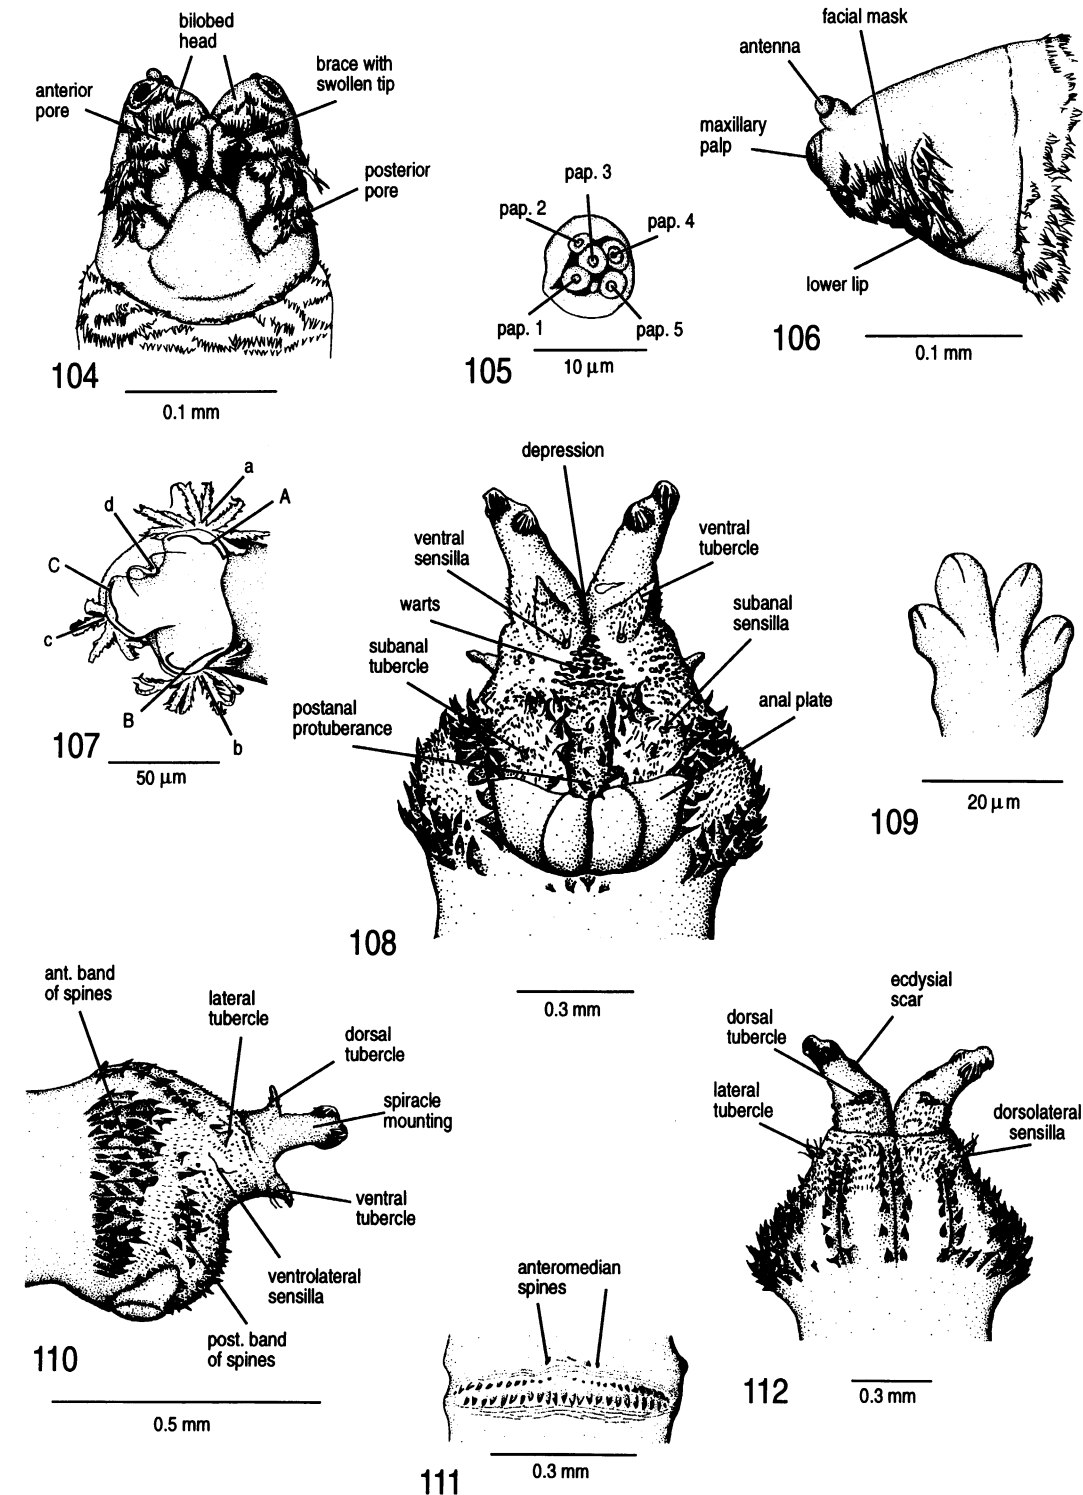 bilobed
head
anterior
pore
brace with
swollen tip
posterior
pore
104
0.1 mm
pap. 3
pap. 2
pap. 4
pap. 1
pap. 5
105
10 µm
facial mask
antenna
maxillary
palp
lower lip
106
0.1 mm
a
A
d
C
c
B
b
107
50 µm
depression
ventral
sensilla
ventral
tubercle
warts
subanal
sensilla
subanal
tubercle
postanal
protuberance
anal plate
108
0.3 mm
109
20 µm
ant. band
of spines
lateral
tubercle
dorsal
tubercle
spiracle
mounting
ventral
tubercle
ventrolateral
sensilla
post. band
of spines
110
0.5 mm
anteromedian
spines
111
0.3 mm
ecdysial
scar
dorsal
tubercle
lateral
tubercle
dorsolateral
sensilla
112
0.3 mm